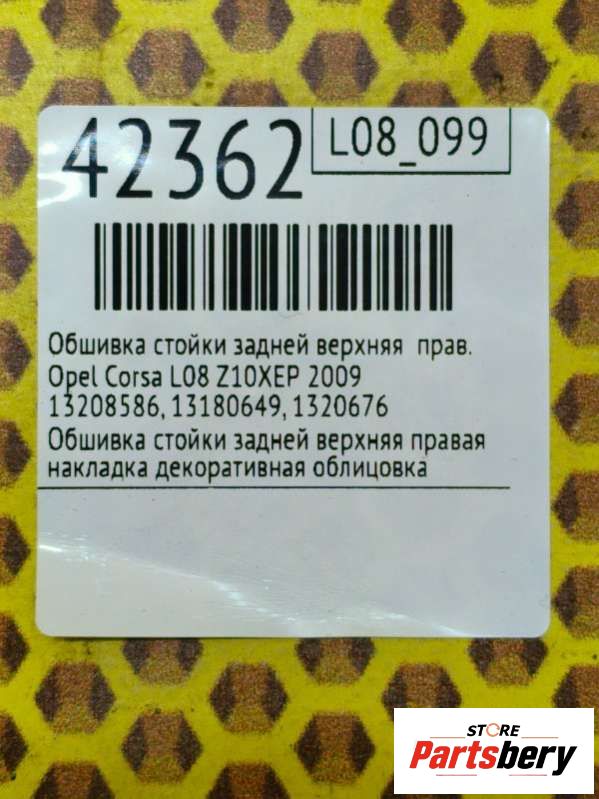 42362
L08_099
Обшивка стойки задней верхняя прав.
Opel Corsa L08 Z10XEP 2009
13208586, 13180649, 1320676
Обшивка стойки задней верхняя правая
накладка декоративная облицовка
STORE
Partsbery